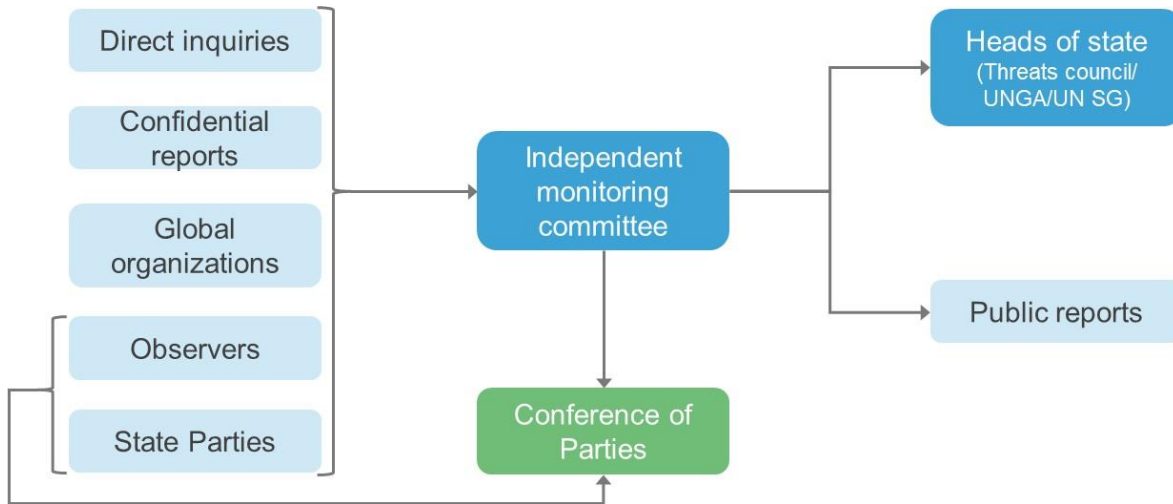 Direct inquiries
Confidential
reports
Global
organizations
Observers
State Parties
Independent
monitoring
committee
Conference of
Parties
Heads of state
(Threats council/
UNGA/UN SG)
Public reports